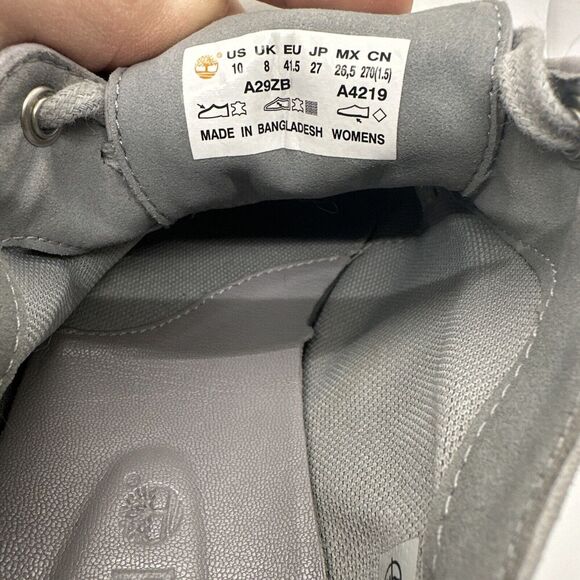 US UK EU JP MX CN
10 8 41.5 27 26,5 270(1.5)
A29ZB A4219
MADE IN BANGLADESH WOMENS